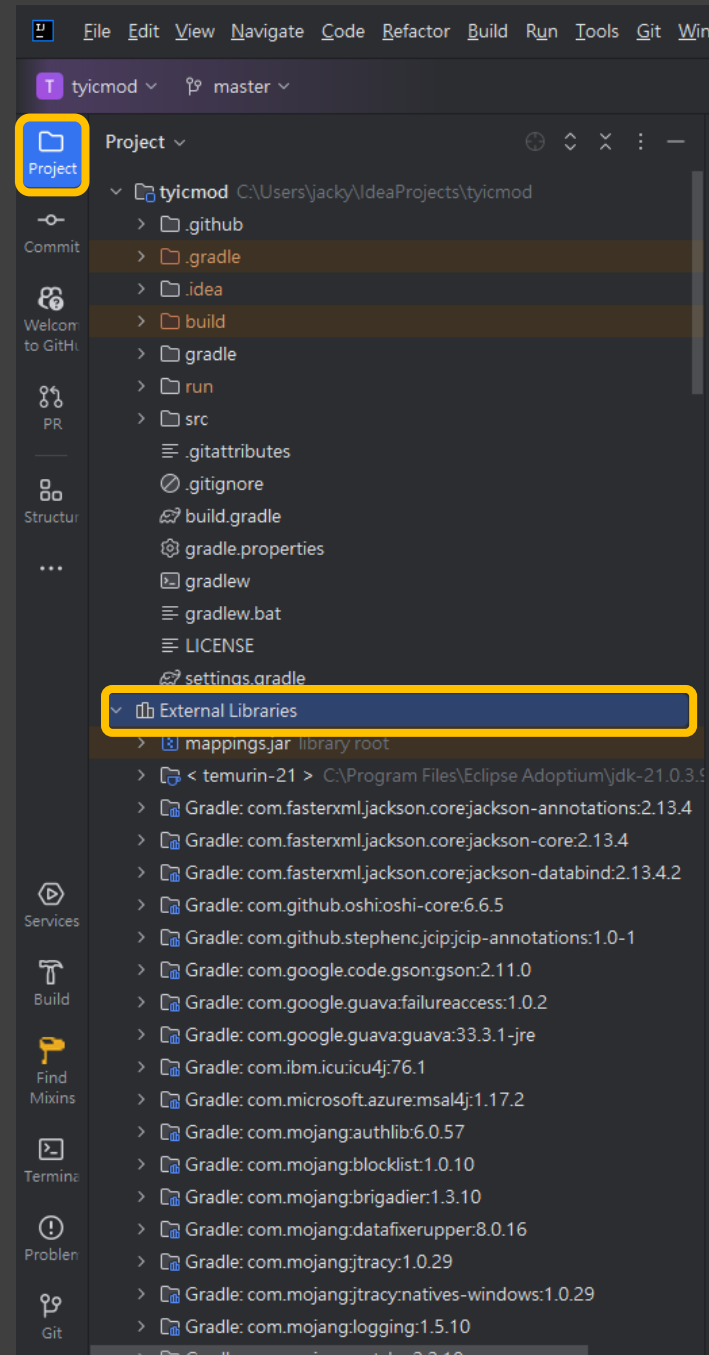 IJ
File Edit View Navigate Code Refactor Build Run Tools Git Win
T tyicmod master
Project
Project
Commit
Welcom
to GitHu
PR
Structur
Services
Build
Find
Mixins
Termina
Problem
Git
tyicmod C:\Users\jacky\IdeaProjects\tyicmod
.github
.gradle
.idea
build
gradle
run
src
.gitattributes
.gitignore
build.gradle
gradle.properties
gradlew
gradlew.bat
LICENSE
settings.gradle
External Libraries
mappings.jar library root
< temurin-21 > C:\Program Files\Eclipse Adoptium\jdk-21.0.3.9
Gradle: com.fasterxml.jackson.core:jackson-annotations:2.13.4
Gradle: com.fasterxml.jackson.core:jackson-core:2.13.4
Gradle: com.fasterxml.jackson.core:jackson-databind:2.13.4.2
Gradle: com.github.oshi:oshi-core:6.6.5
Gradle: com.github.stephenc.jcip:jcip-annotations:1.0-1
Gradle: com.google.code.gson:gson:2.11.0
Gradle: com.google.guava:failureaccess:1.0.2
Gradle: com.google.guava:guava:33.3.1-jre
Gradle: com.ibm.icu:icu4j:76.1
Gradle: com.microsoft.azure:msal4j:1.17.2
Gradle: com.mojang:authlib:6.0.57
Gradle: com.mojang:blocklist:1.0.10
Gradle: com.mojang:brigadier:1.3.10
Gradle: com.mojang:datafixerupper:8.0.16
Gradle: com.mojang:jtracy:1.0.29
Gradle: com.mojang:jtracy:natives-windows:1.0.29
Gradle: com.mojang:logging:1.5.10